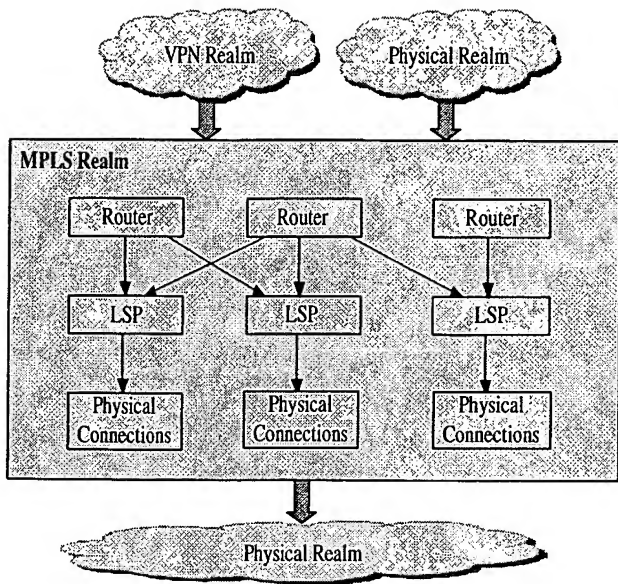 VPN Realm
Physical Realm
MPLS Realm
Router
Router
Router
LSP
LSP
LSP
Physical
Connections
Physical
Connections
Physical
Connections
Physical Realm